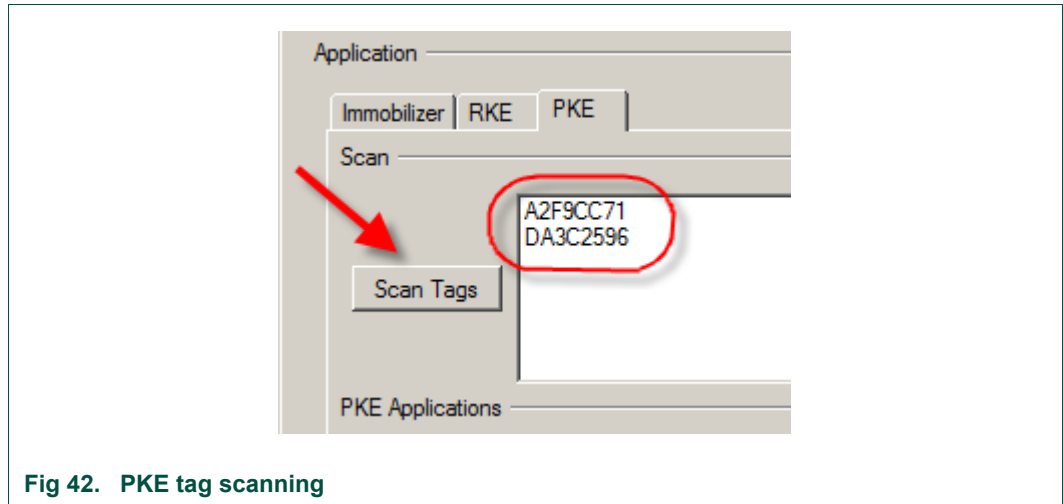 Application
Immobilizer RKE PKE
Scan
A2F9CC71
DA3C2596
Scan Tags
PKE Applications
Fig 42. PKE tag scanning